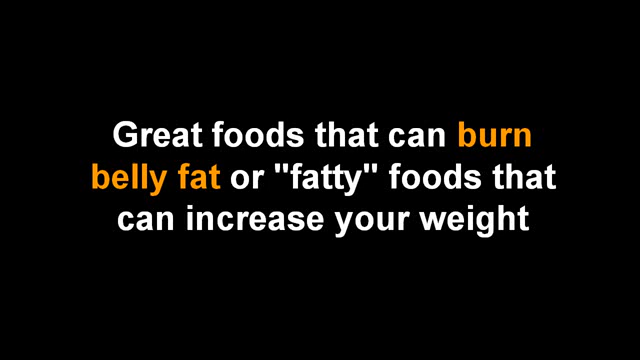 Great foods that can burn
belly fat or "fatty" foods that
can increase your weight